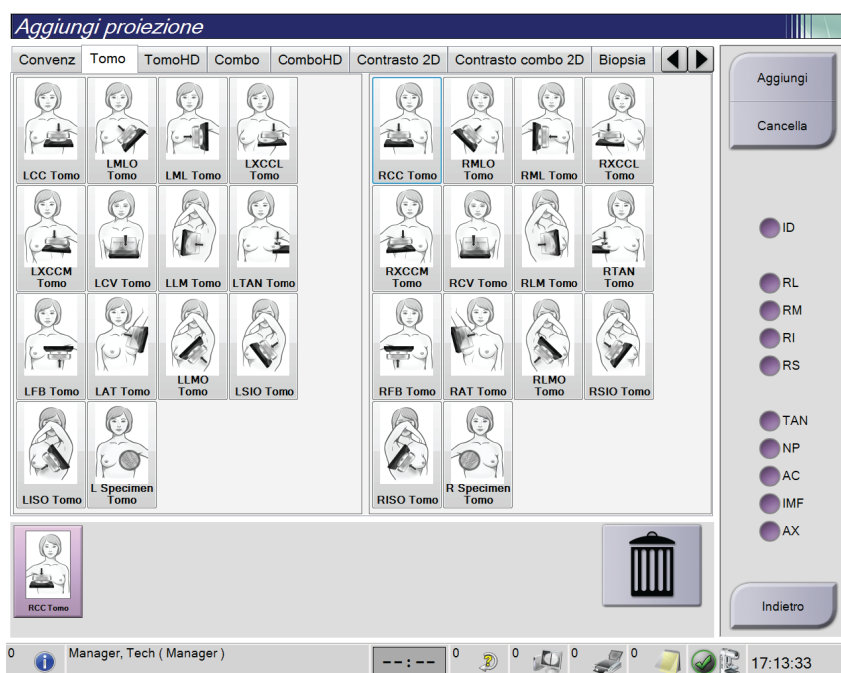 Aggiungi proiezione
Convenz Tomo TomoHD Combo ComboHD Contrasto 2D Contrasto combo 2D Biopsia
LCC Tomo
LMLO
Tomo
LML Tomo
LXCCL
Tomo
RCC Tomo
RMLO
Tomo
RML Tomo
RXCCL
Tomo
LXCCM
Tomo
LCV Tomo
LLM Tomo
LTAN Tomo
RXCCM
Tomo
RCV Tomo
RLM Tomo
RTAN
Tomo
LFB Tomo
LAT Tomo
LLMO
Tomo
LSIO Tomo
RFB Tomo
RAT Tomo
RLMO
Tomo
RSIO Tomo
LISO Tomo
L Specimen
Tomo
RISO Tomo
R Specimen
Tomo
RCC Tomo
Aggiungi
Cancella
ID
RL
RM
RI
RS
TAN
NP
AC
IMF
AX
Indietro
0 Manager, Tech ( Manager ) --:-- 0 0 0 0 17:13:33